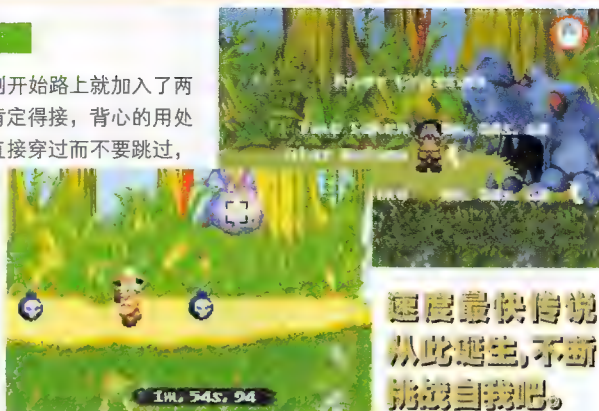 刚开始路上就加入了两
肯定得接，背心的用处
直接穿过而不要跳过，
1m. 54s. 94
速度最快传说
从此诞生,不断
挑战自我吧。